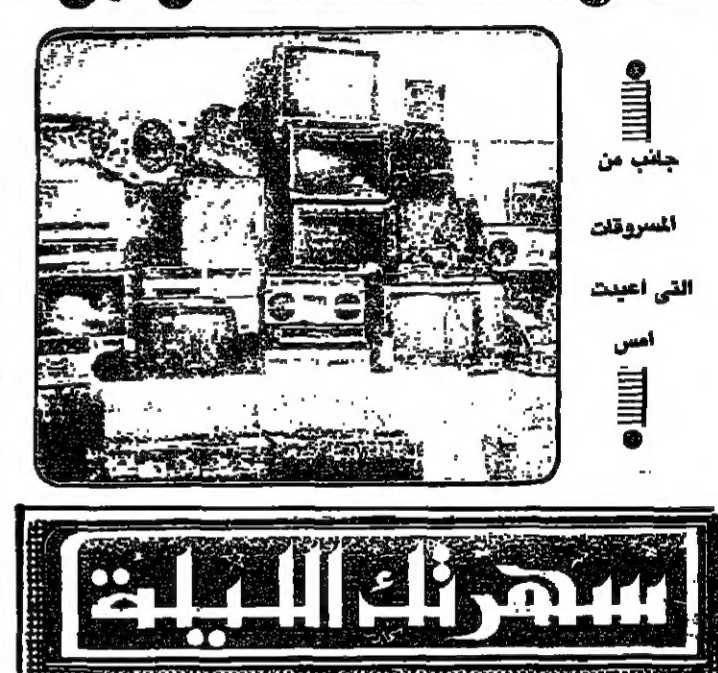 جانب من
المسروقات
التى اعيدت
امس
سهرتك الليلة